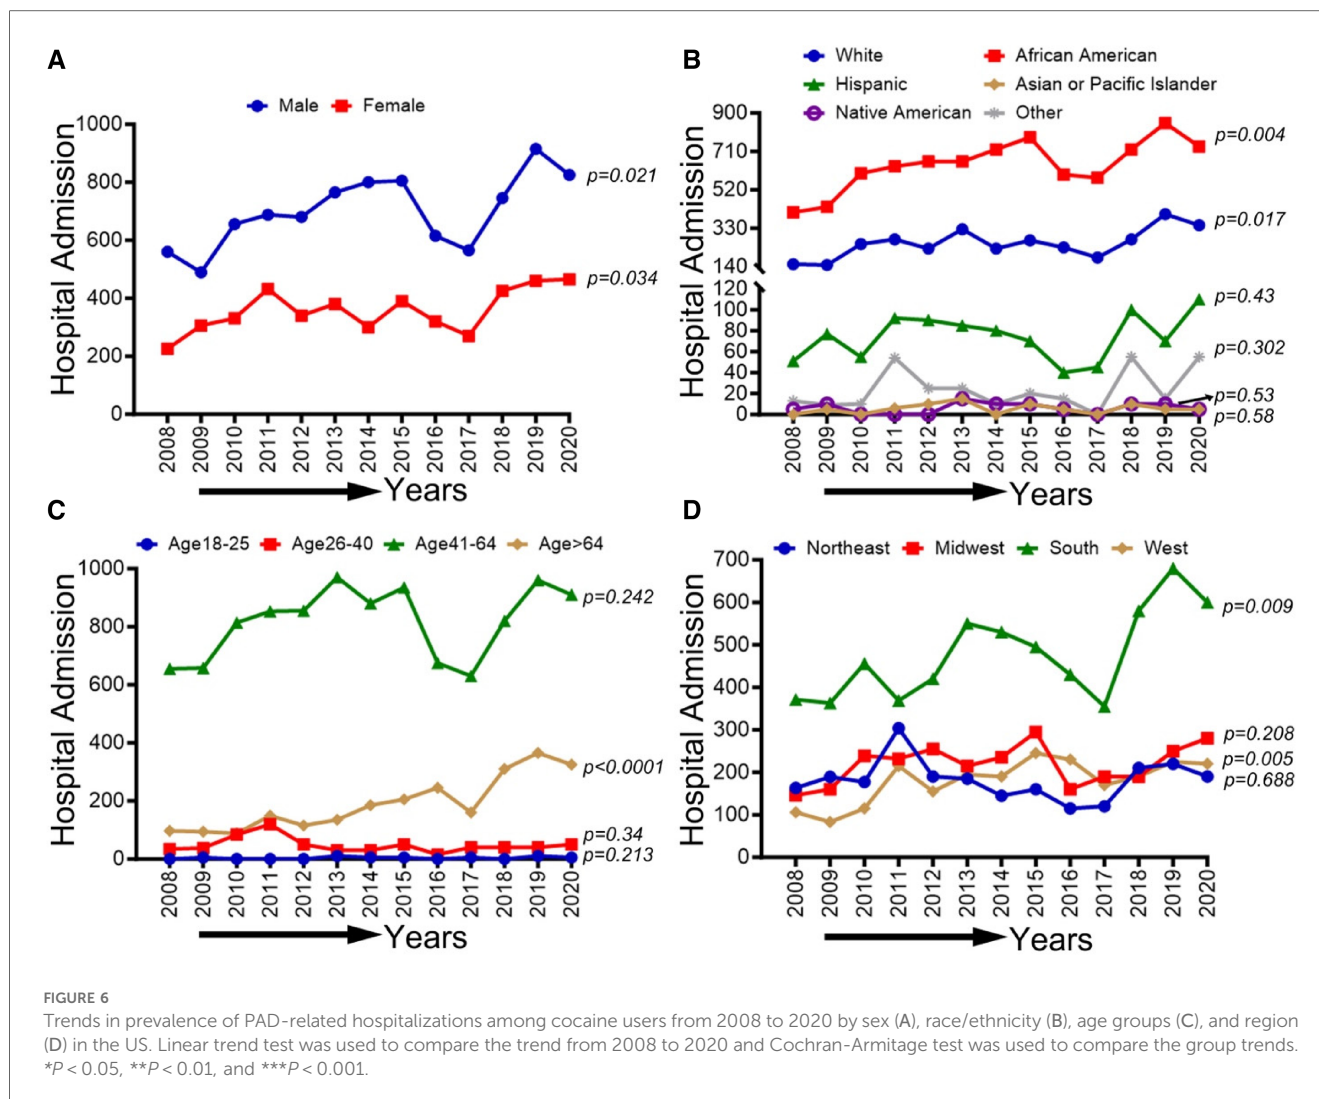 A
Male
Female
Hospital Admission
1000
800
600
400
200
0
p=0.021
p=0.034
2008
2009
2010
2011
2012
2013
2014
2015
2016
2017
2018
2019
2020
Years
B
White
African American
Hispanic
Asian or Pacific Islander
Native American
Other
Hospital Admission
900
710
520
330
140
120
100
80
60
40
20
0
p=0.004
p=0.017
p=0.43
p=0.302
p=0.53
p=0.58
2008
2009
2010
2011
2012
2013
2014
2015
2016
2017
2018
2019
2020
Years
C
Age18-25
Age26-40
Age41-64
Age>64
Hospital Admission
1000
800
600
400
200
0
p=0.242
p<0.0001
p=0.34
p=0.213
2008
2009
2010
2011
2012
2013
2014
2015
2016
2017
2018
2019
2020
Years
D
Northeast
Midwest
South
West
Hospital Admission
700
600
500
400
300
200
100
0
p=0.009
p=0.208
p=0.005
p=0.688
2008
2009
2010
2011
2012
2013
2014
2015
2016
2017
2018
2019
2020
Years
FIGURE 6
Trends in prevalence of PAD-related hospitalizations among cocaine users from 2008 to 2020 by sex (A), race/ethnicity (B), age groups (C), and region
(D) in the US. Linear trend test was used to compare the trend from 2008 to 2020 and Cochran-Armitage test was used to compare the group trends.
*P < 0.05, **P < 0.01, and ***P < 0.001.